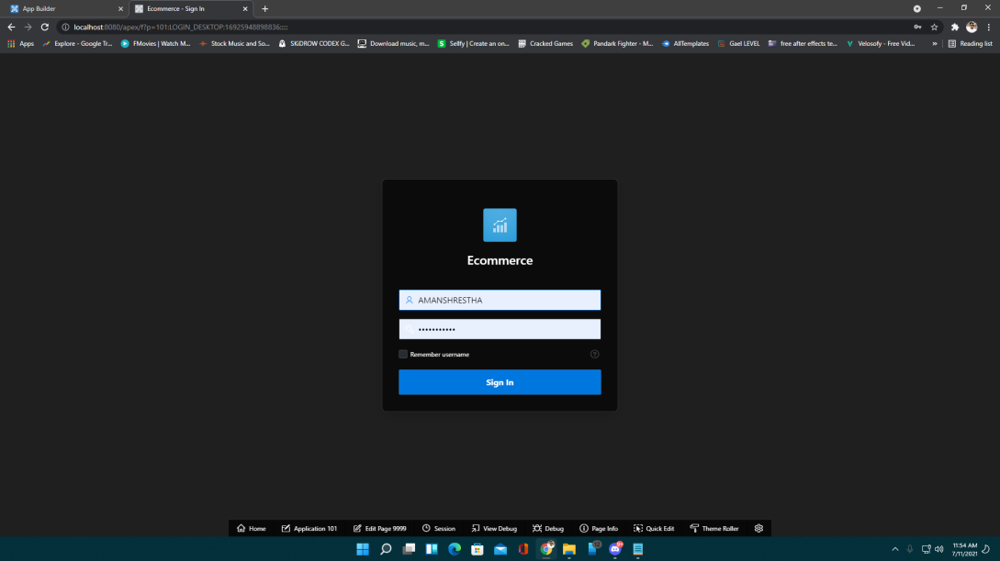 App Builder
Ecommerce - Sign In
localhost:8080/apex/f?p=101:LOGIN_DESKTOP:16925948898836::::
Apps Explore - Google Tr... FMovies | Watch M... Stock Music and So... SKiDROW CODEX G... Download music, m... Sellfy | Create an on... Cracked Games Pandark Fighter - M... AllTemplates Gael LEVEL free after effects te... Velosofy - Free Vid... » Reading list
Ecommerce
AMANSHRESTHA
Remember username
Sign In
Home Application 101 Edit Page 9999 Session View Debug Debug Page Info Quick Edit Theme Roller
11:54 AM
7/11/2021